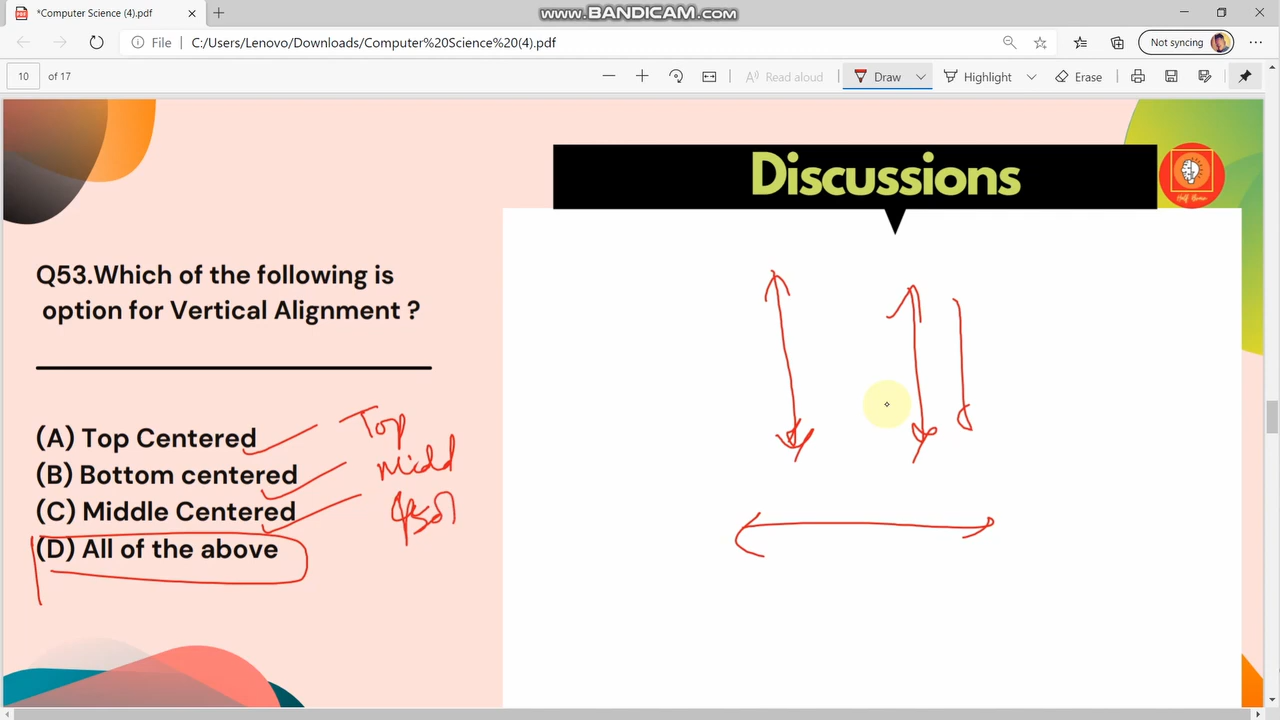 *Computer Science (4).pdf
WWW.BANDICAM.COM
File
C:/Users/Lenovo/Downloads/Computer%20Science%20(4).pdf
Not syncing
10 of 17
Read aloud
Draw
Highlight
Erase
Discussions
Half Brain
Q53.Which of the following is
option for Vertical Alignment ?
(A) Top Centered
(B) Bottom centered
(C) Middle Centered
(D) All of the above
Top
Midd